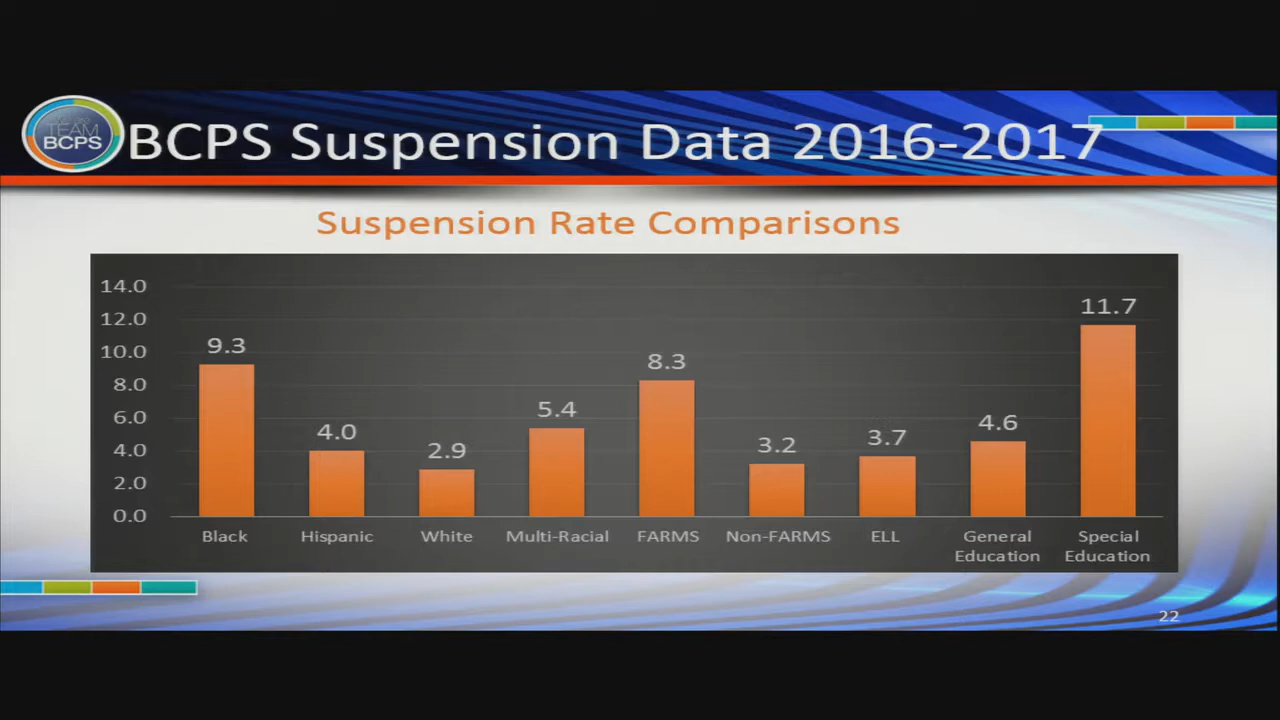 TEAM
BCPS
BCPS Suspension Data 2016-2017
Suspension Rate Comparisons
14.0
12.0
10.0
8.0
6.0
4.0
2.0
0.0
9.3
4.0
2.9
5.4
8.3
3.2
3.7
4.6
11.7
Black
Hispanic
White
Multi-Racial
FARMS
Non-FARMS
ELL
General
Education
Special
Education
22